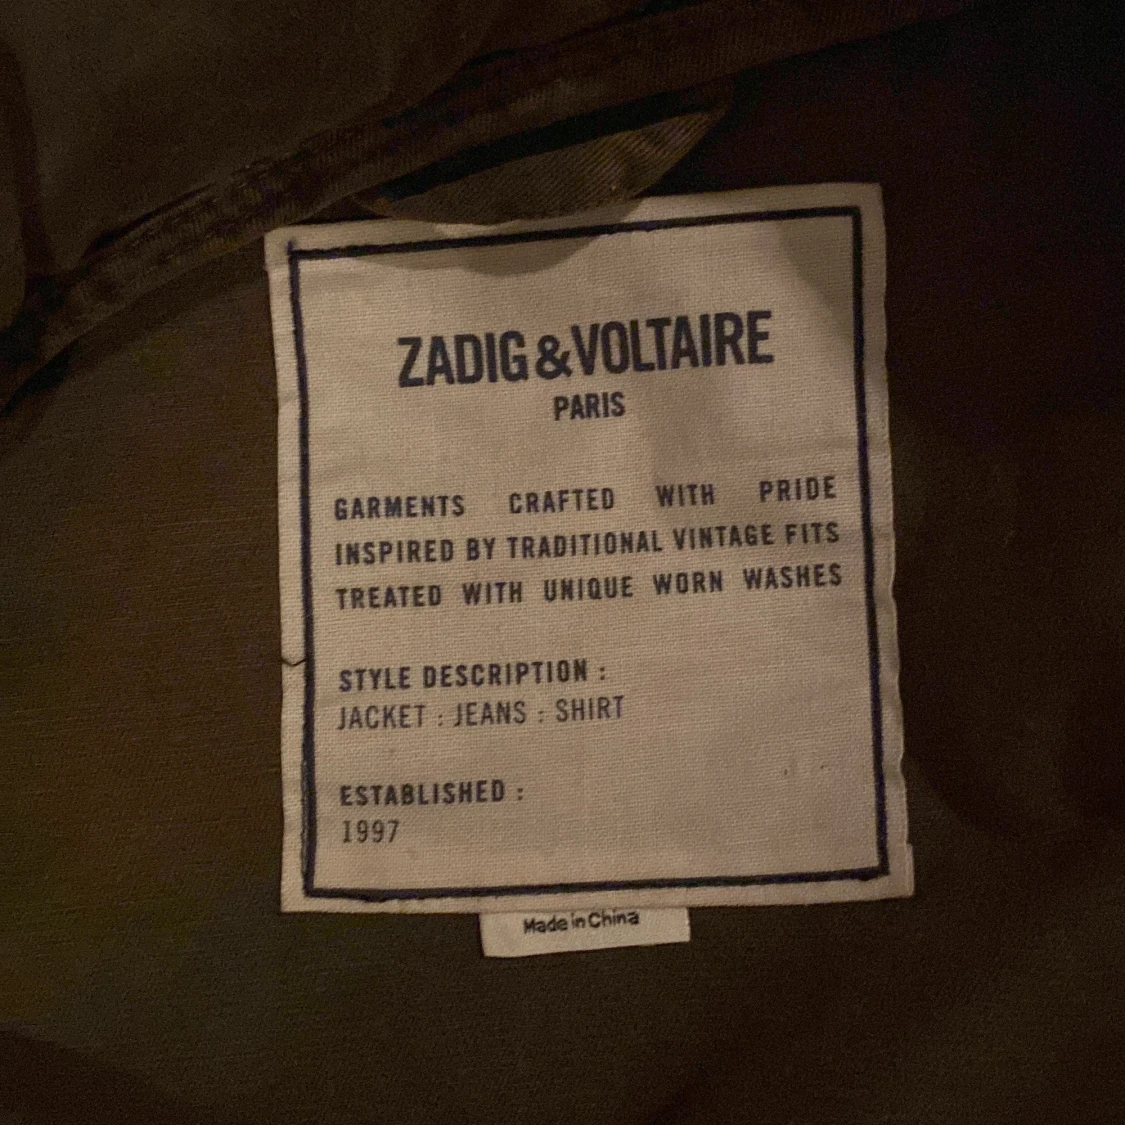 ZADIG & VOLTAIRE
PARIS
GARMENTS CRAFTED WITH PRIDE
INSPIRED BY TRADITIONAL VINTAGE FITS
TREATED WITH UNIQUE WORN WASHES
STYLE DESCRIPTION :
JACKET : JEANS : SHIRT
ESTABLISHED :
1997
Made in China